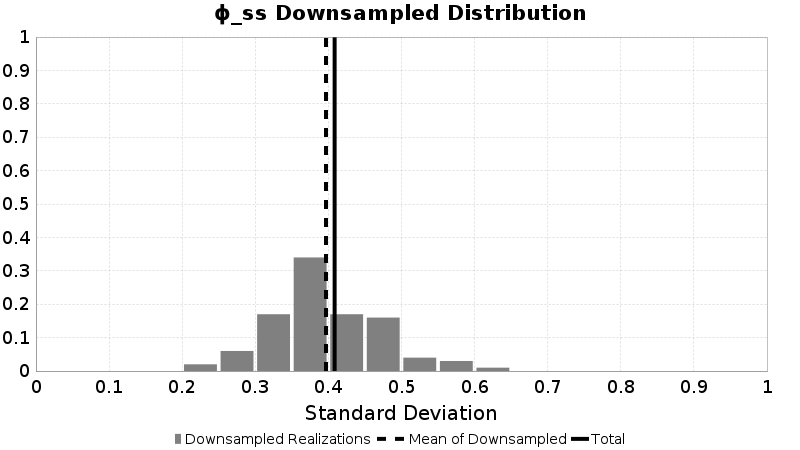 ϕ_ss Downsampled Distribution
1
0.9
0.8
0.7
0.6
0.5
0.4
0.3
0.2
0.1
0
0 0.1 0.2 0.3 0.4 0.5 0.6 0.7 0.8 0.9 1
Standard Deviation
Downsampled Realizations Mean of Downsampled Total